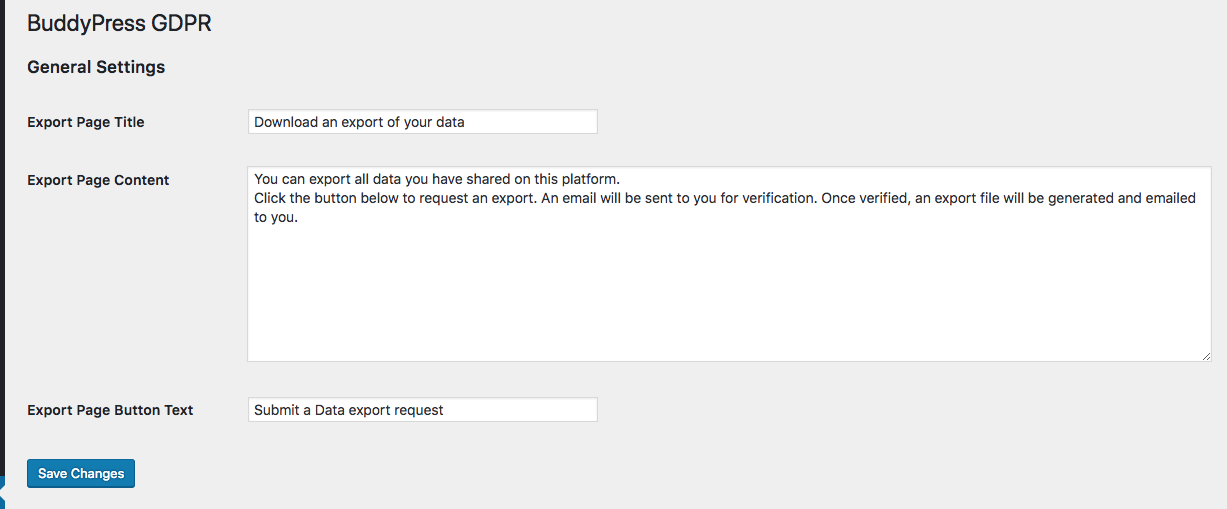 BuddyPress GDPR
General Settings
Export Page Title
Download an export of your data
Export Page Content
You can export all data you have shared on this platform.
Click the button below to request an export. An email will be sent to you for verification. Once verified, an export file will be generated and emailed
to you.
Export Page Button Text
Submit a Data export request
Save Changes